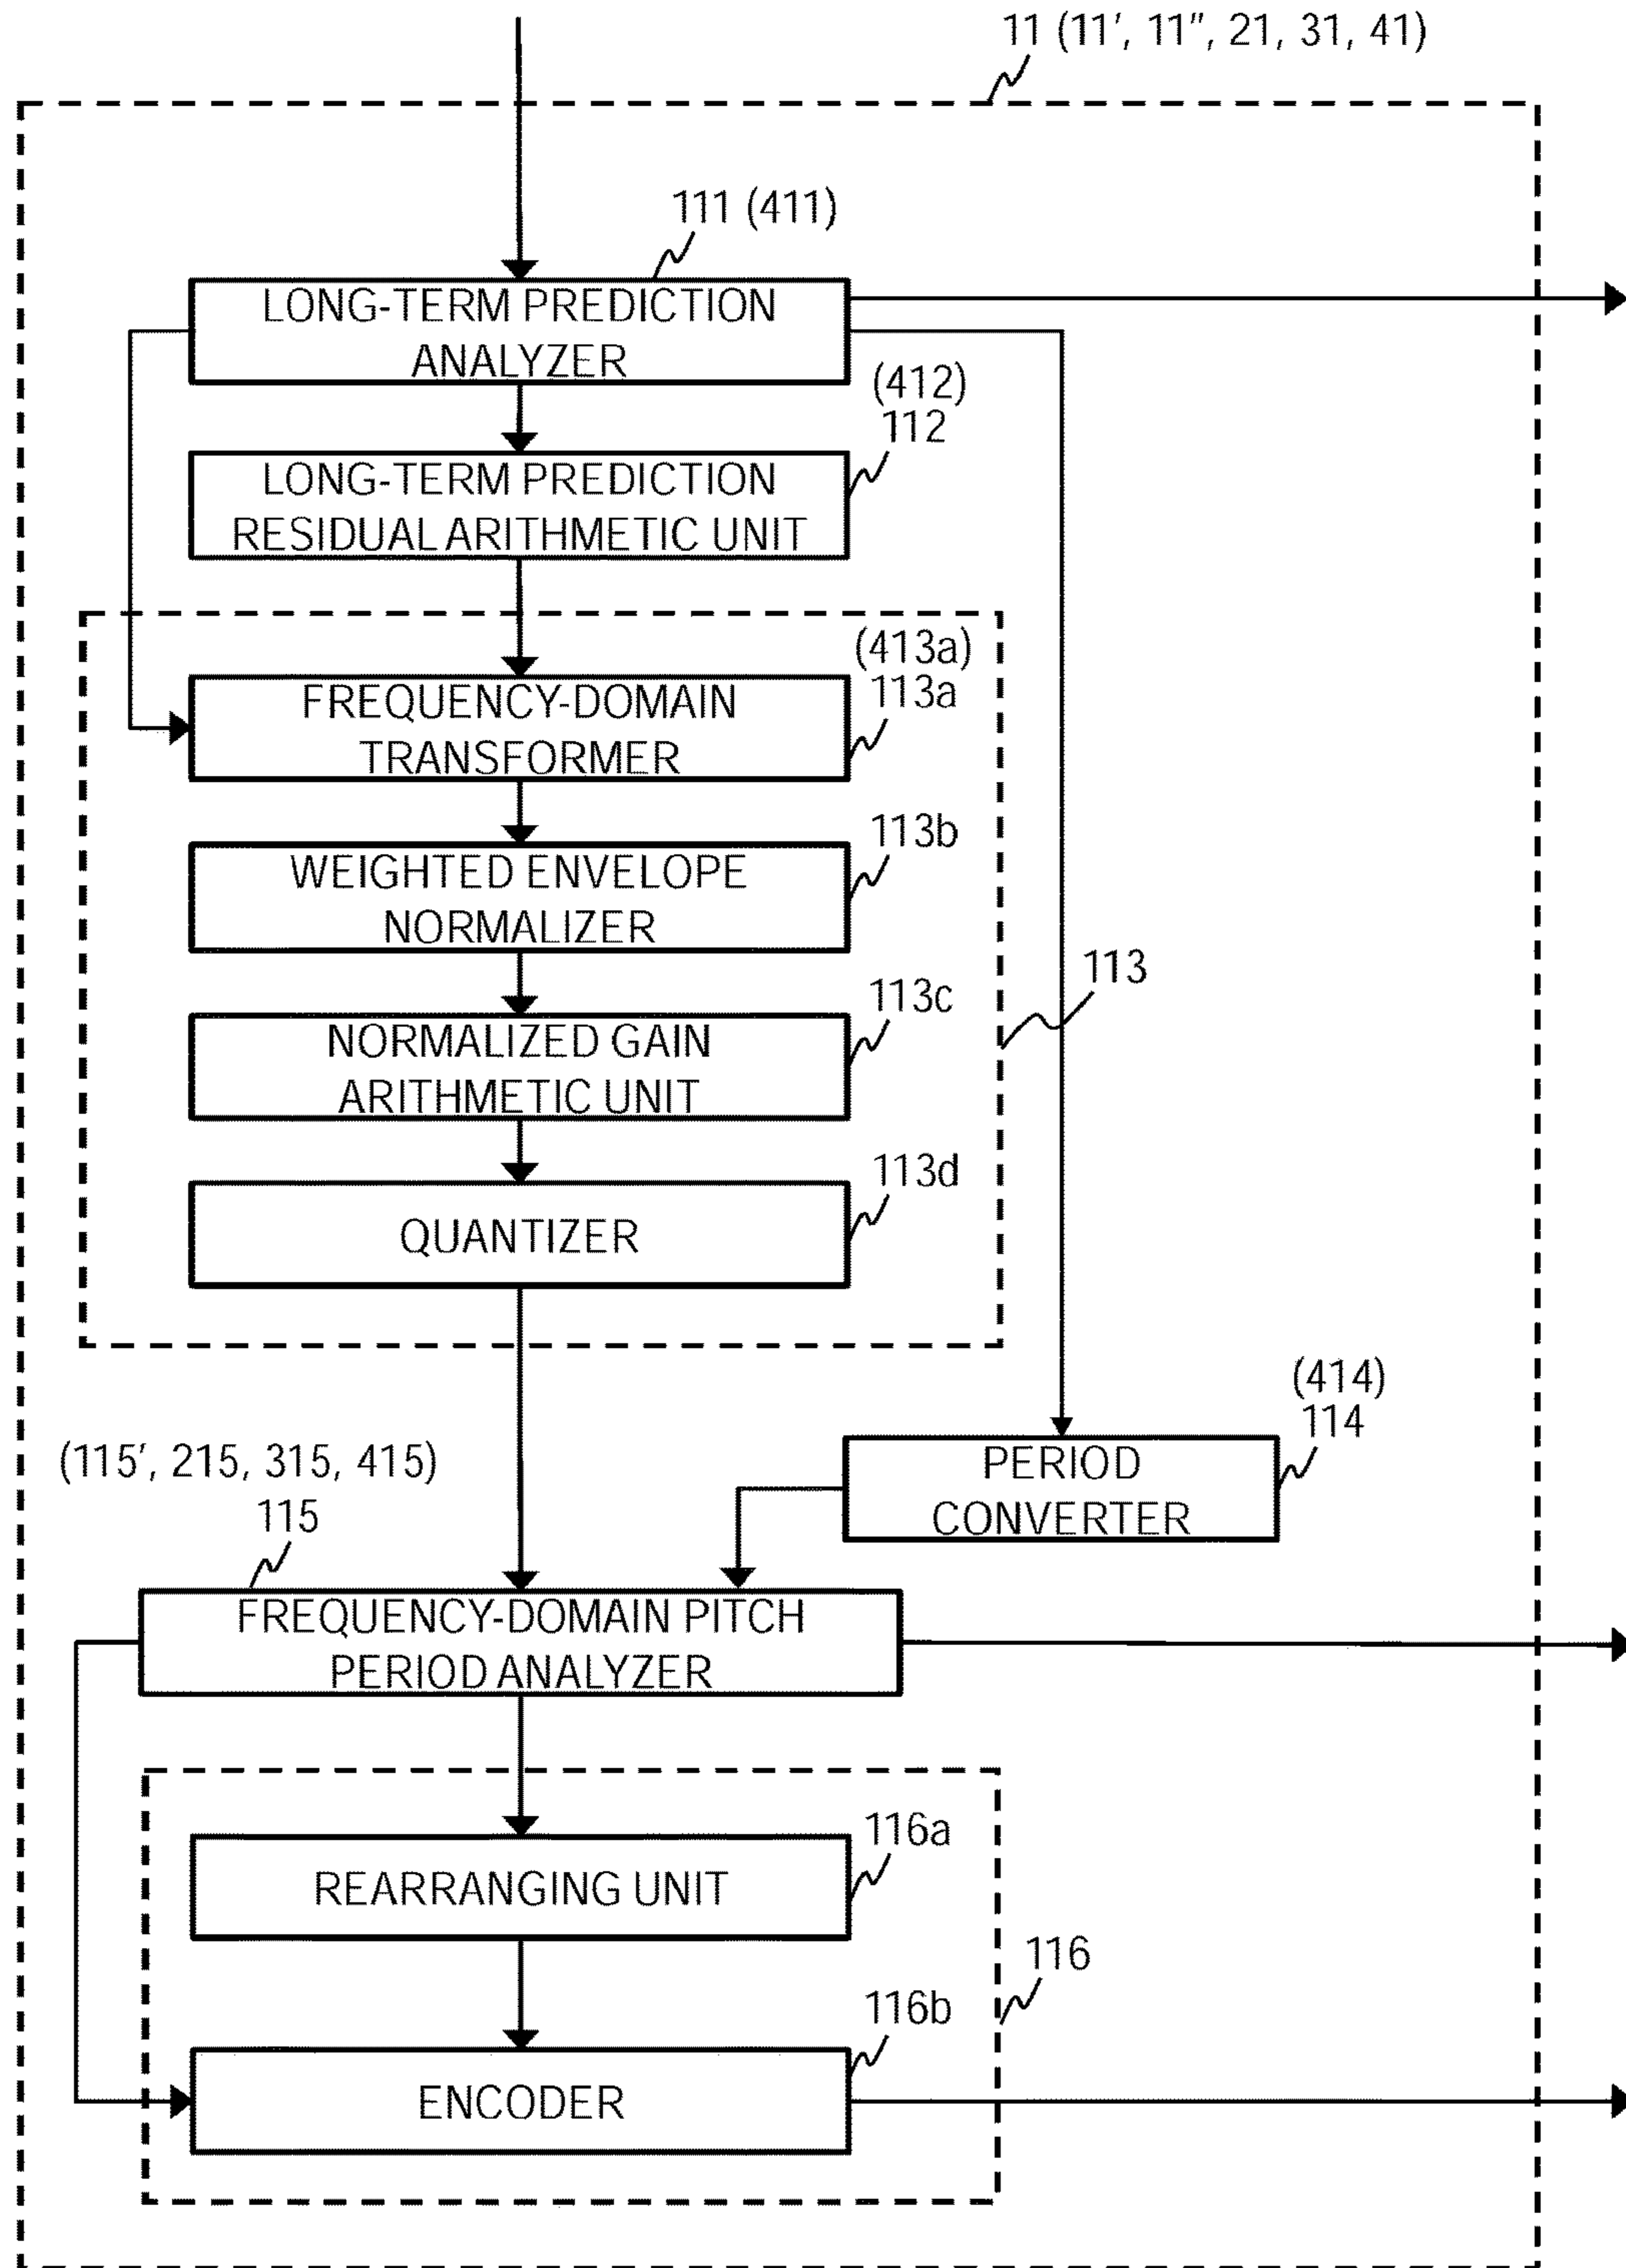 11 (11′, 11″, 21, 31, 41)
111 (411)
LONG-TERM PREDICTION
ANALYZER
(412)
112
LONG-TERM PREDICTION
RESIDUAL ARITHMETIC UNIT
(413a)
113a
FREQUENCY-DOMAIN
TRANSFORMER
113b
WEIGHTED ENVELOPE
NORMALIZER
113
113c
NORMALIZED GAIN
ARITHMETIC UNIT
113d
QUANTIZER
(414)
114
PERIOD
CONVERTER
(115′, 215, 315, 415)
115
FREQUENCY-DOMAIN PITCH
PERIOD ANALYZER
116a
REARRANGING UNIT
116
116b
ENCODER